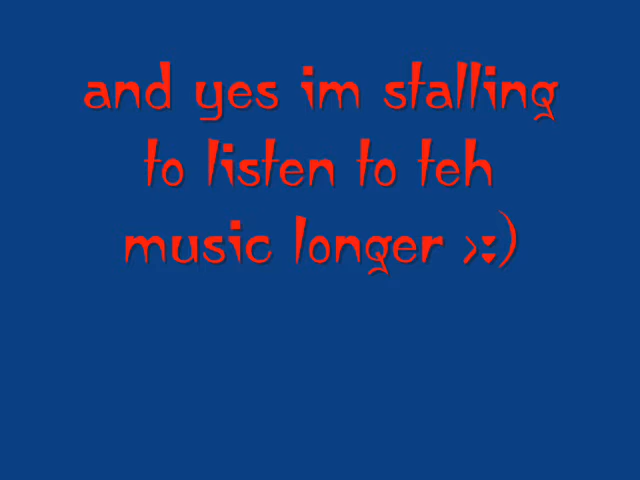 and yes im stalling
to listen to teh
music longer >:)